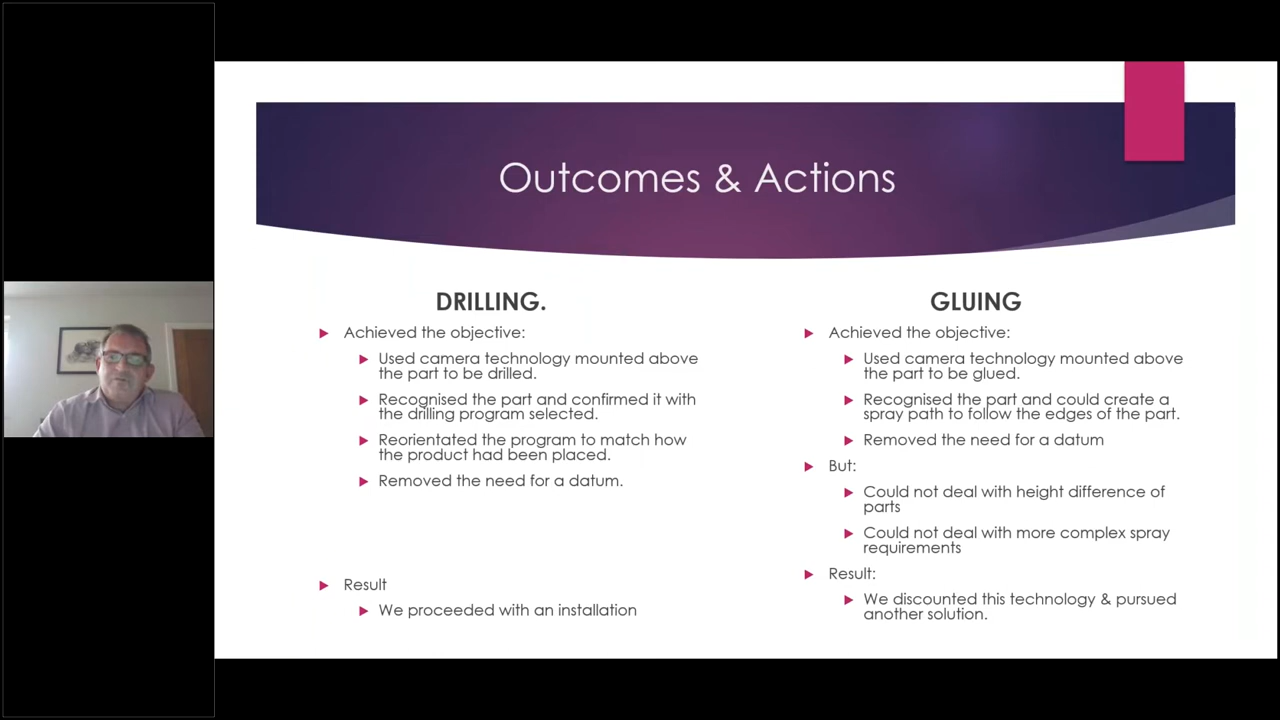 Outcomes & Actions
DRILLING.
Achieved the objective:
Used camera technology mounted above
the part to be drilled.
Recognised the part and confirmed it with
the drilling program selected.
Reorientated the program to match how
the product had been placed.
Removed the need for a datum.
Result
We proceeded with an installation
GLUING
Achieved the objective:
Used camera technology mounted above
the part to be glued.
Recognised the part and could create a
spray path to follow the edges of the part.
Removed the need for a datum
But:
Could not deal with height difference of
parts
Could not deal with more complex spray
requirements
Result:
We discounted this technology & pursued
another solution.